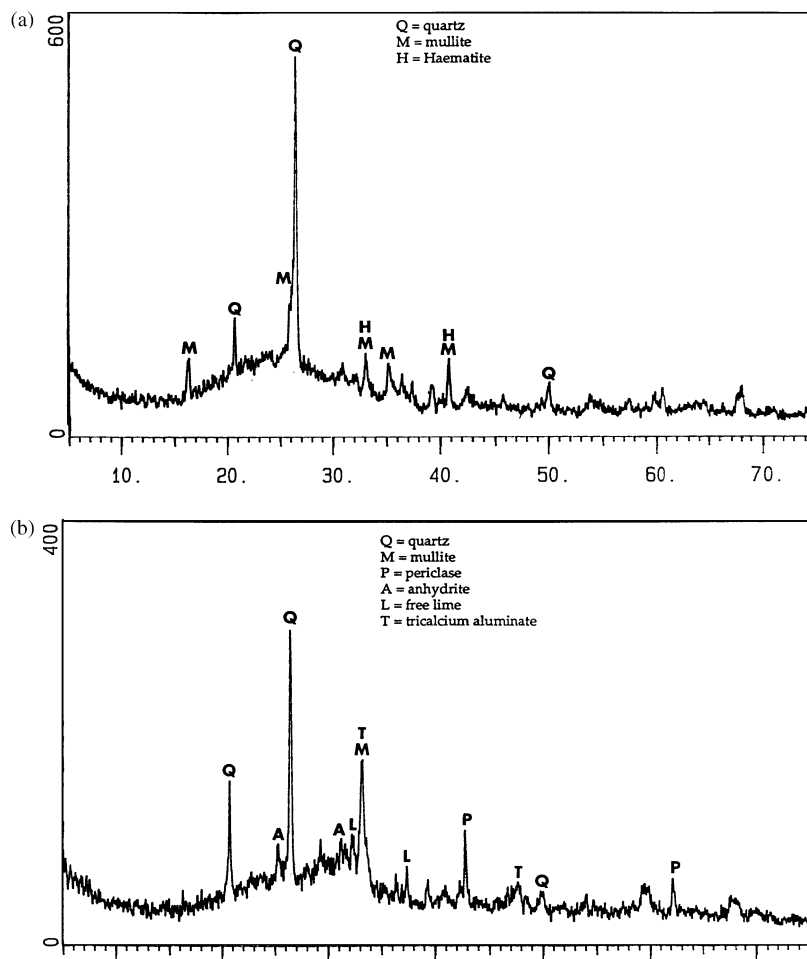 (a)
600
Q = quartz
M = mullite
H = Haematite
Q
M
Q
M
H
M
M
H
M
Q
0
10. 20. 30. 40. 50. 60. 70.
(b)
400
Q = quartz
M = mullite
P = periclase
A = anhydrite
L = free lime
T = tricalcium aluminate
Q
T
M
Q
A
A
L
P
L
T
Q
P
0